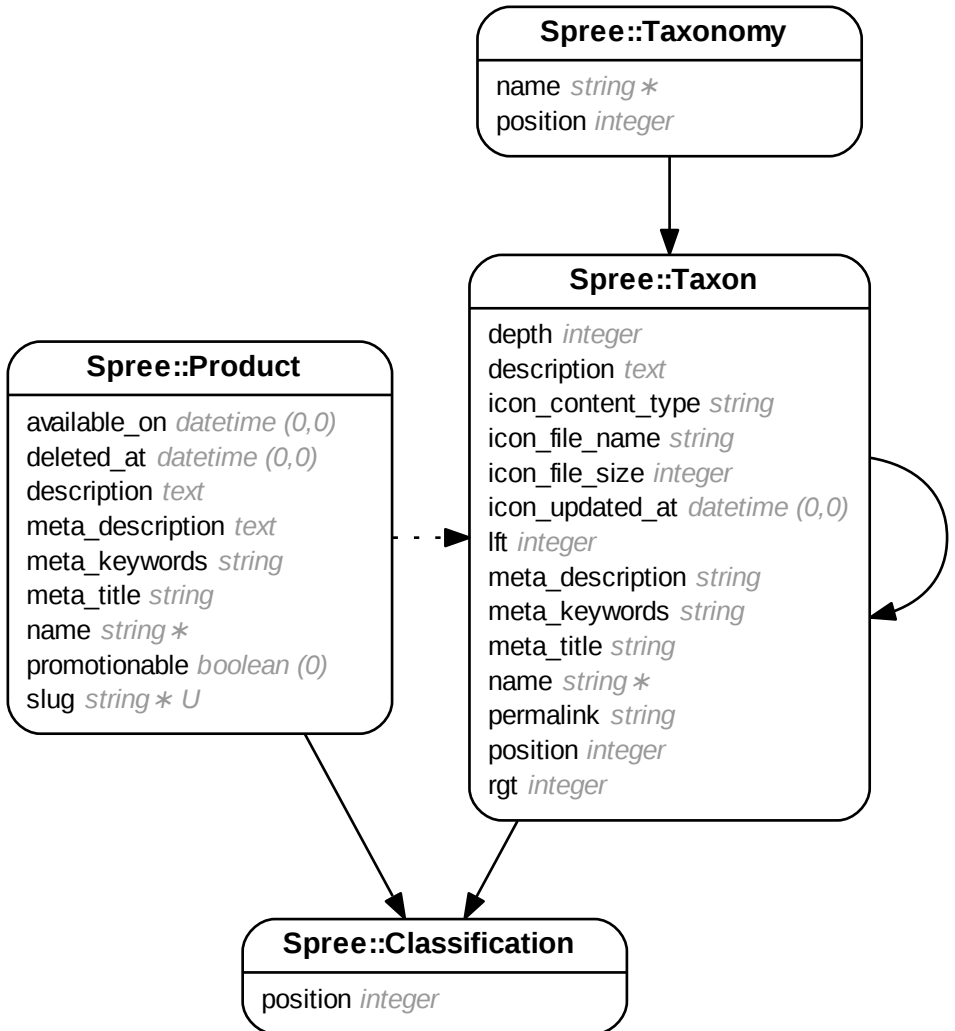 Spree::Taxonomy
name string∗
position integer
Spree::Taxon
depth integer
description text
icon_content_type string
icon_file_name string
icon_file_size integer
icon_updated_at datetime (0,0)
lft integer
meta_description string
meta_keywords string
meta_title string
name string∗
permalink string
position integer
rgt integer
Spree::Product
available_on datetime (0,0)
deleted_at datetime (0,0)
description text
meta_description text
meta_keywords string
meta_title string
name string∗
promotionable boolean (0)
slug string∗ U
Spree::Classification
position integer